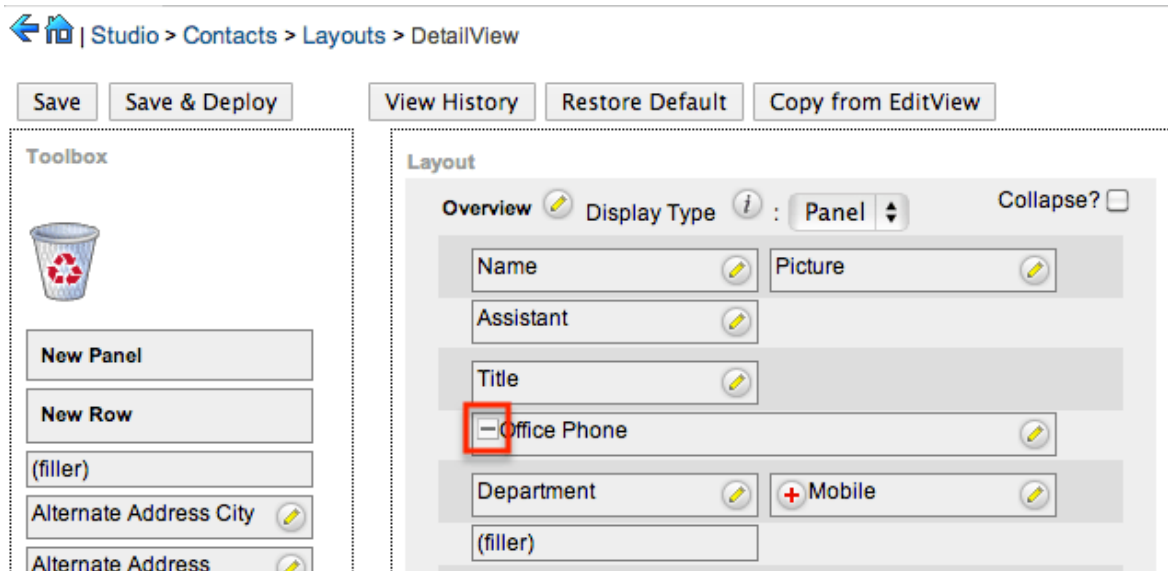 | Studio > Contacts > Layouts > DetailView
Save Save & Deploy View History Restore Default Copy from EditView
Toolbox
New Panel
New Row
(filler)
Alternate Address City
Alternate Address
Layout
Overview Display Type i : Panel Collapse?
Name Picture
Assistant
Title
Office Phone
Department Mobile
(filler)